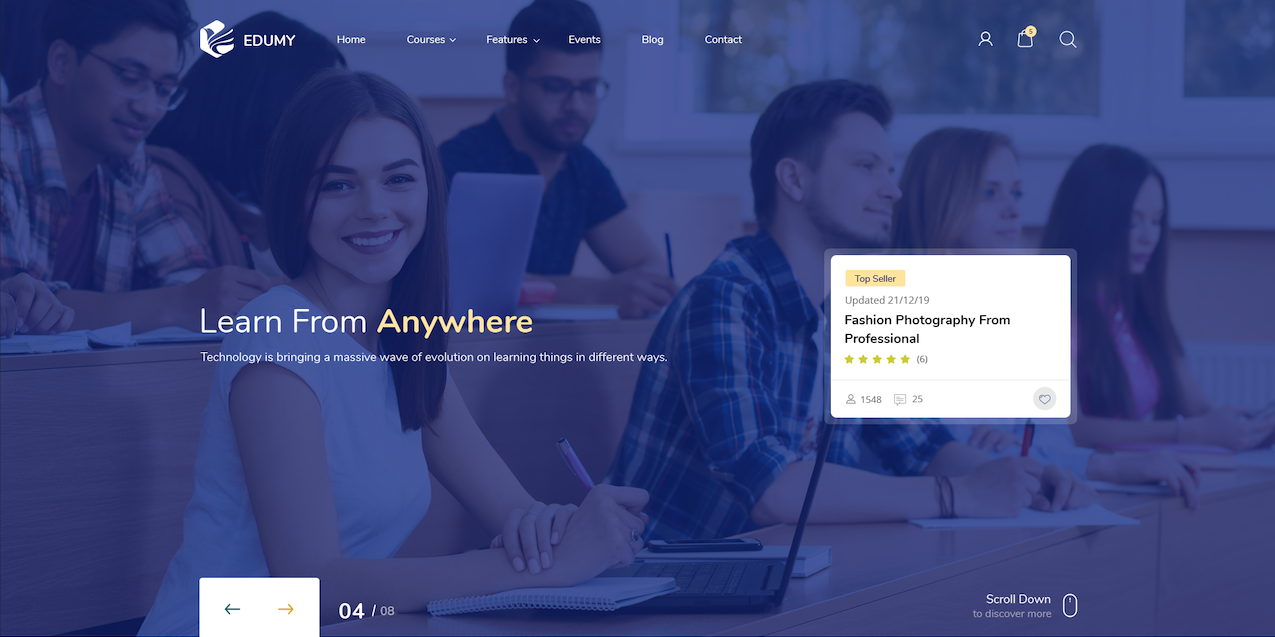 EDUMY
Home
Courses
Features
Events
Blog
Contact
5
Top Seller
Updated 21/12/19
Fashion Photography From
Professional
(6)
1548
25
Learn From Anywhere
Technology is bringing a massive wave of evolution on learning things in different ways.
04 / 08
Scroll Down
to discover more